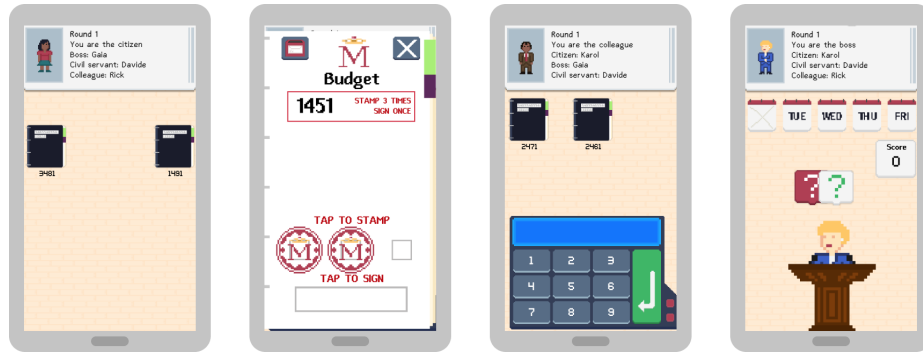 Round 1
You are the citizen
Boss: Gaia
Civil servant: Davide
Colleague: Rick
3481
1491
M
Budget
1451
STAMP 3 TIMES
SIGN ONCE
TAP TO STAMP
M
M
TAP TO SIGN
Round 1
You are the colleague
Citizen: Karol
Boss: Gaia
Civil servant: Davide
2471
2461
1 2 3
4 5 6
7 8 9
Round 1
You are the boss
Citizen: Karol
Civil servant: Davide
Colleague: Rick
TUE WED THU FRI
Score
0
? ?